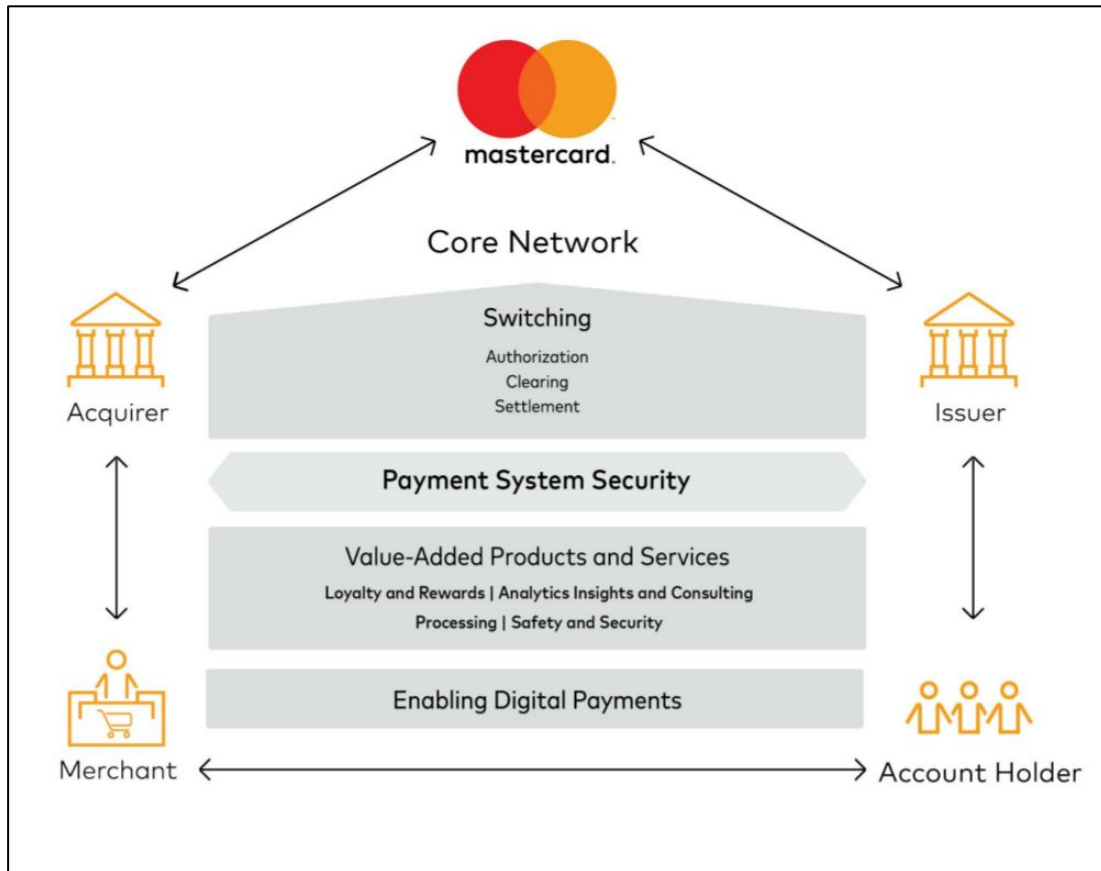 mastercard.
Core Network
Switching
Authorization
Clearing
Settlement
Acquirer
Issuer
Payment System Security
Value-Added Products and Services
Loyalty and Rewards | Analytics Insights and Consulting
Processing | Safety and Security
Enabling Digital Payments
Merchant
Account Holder